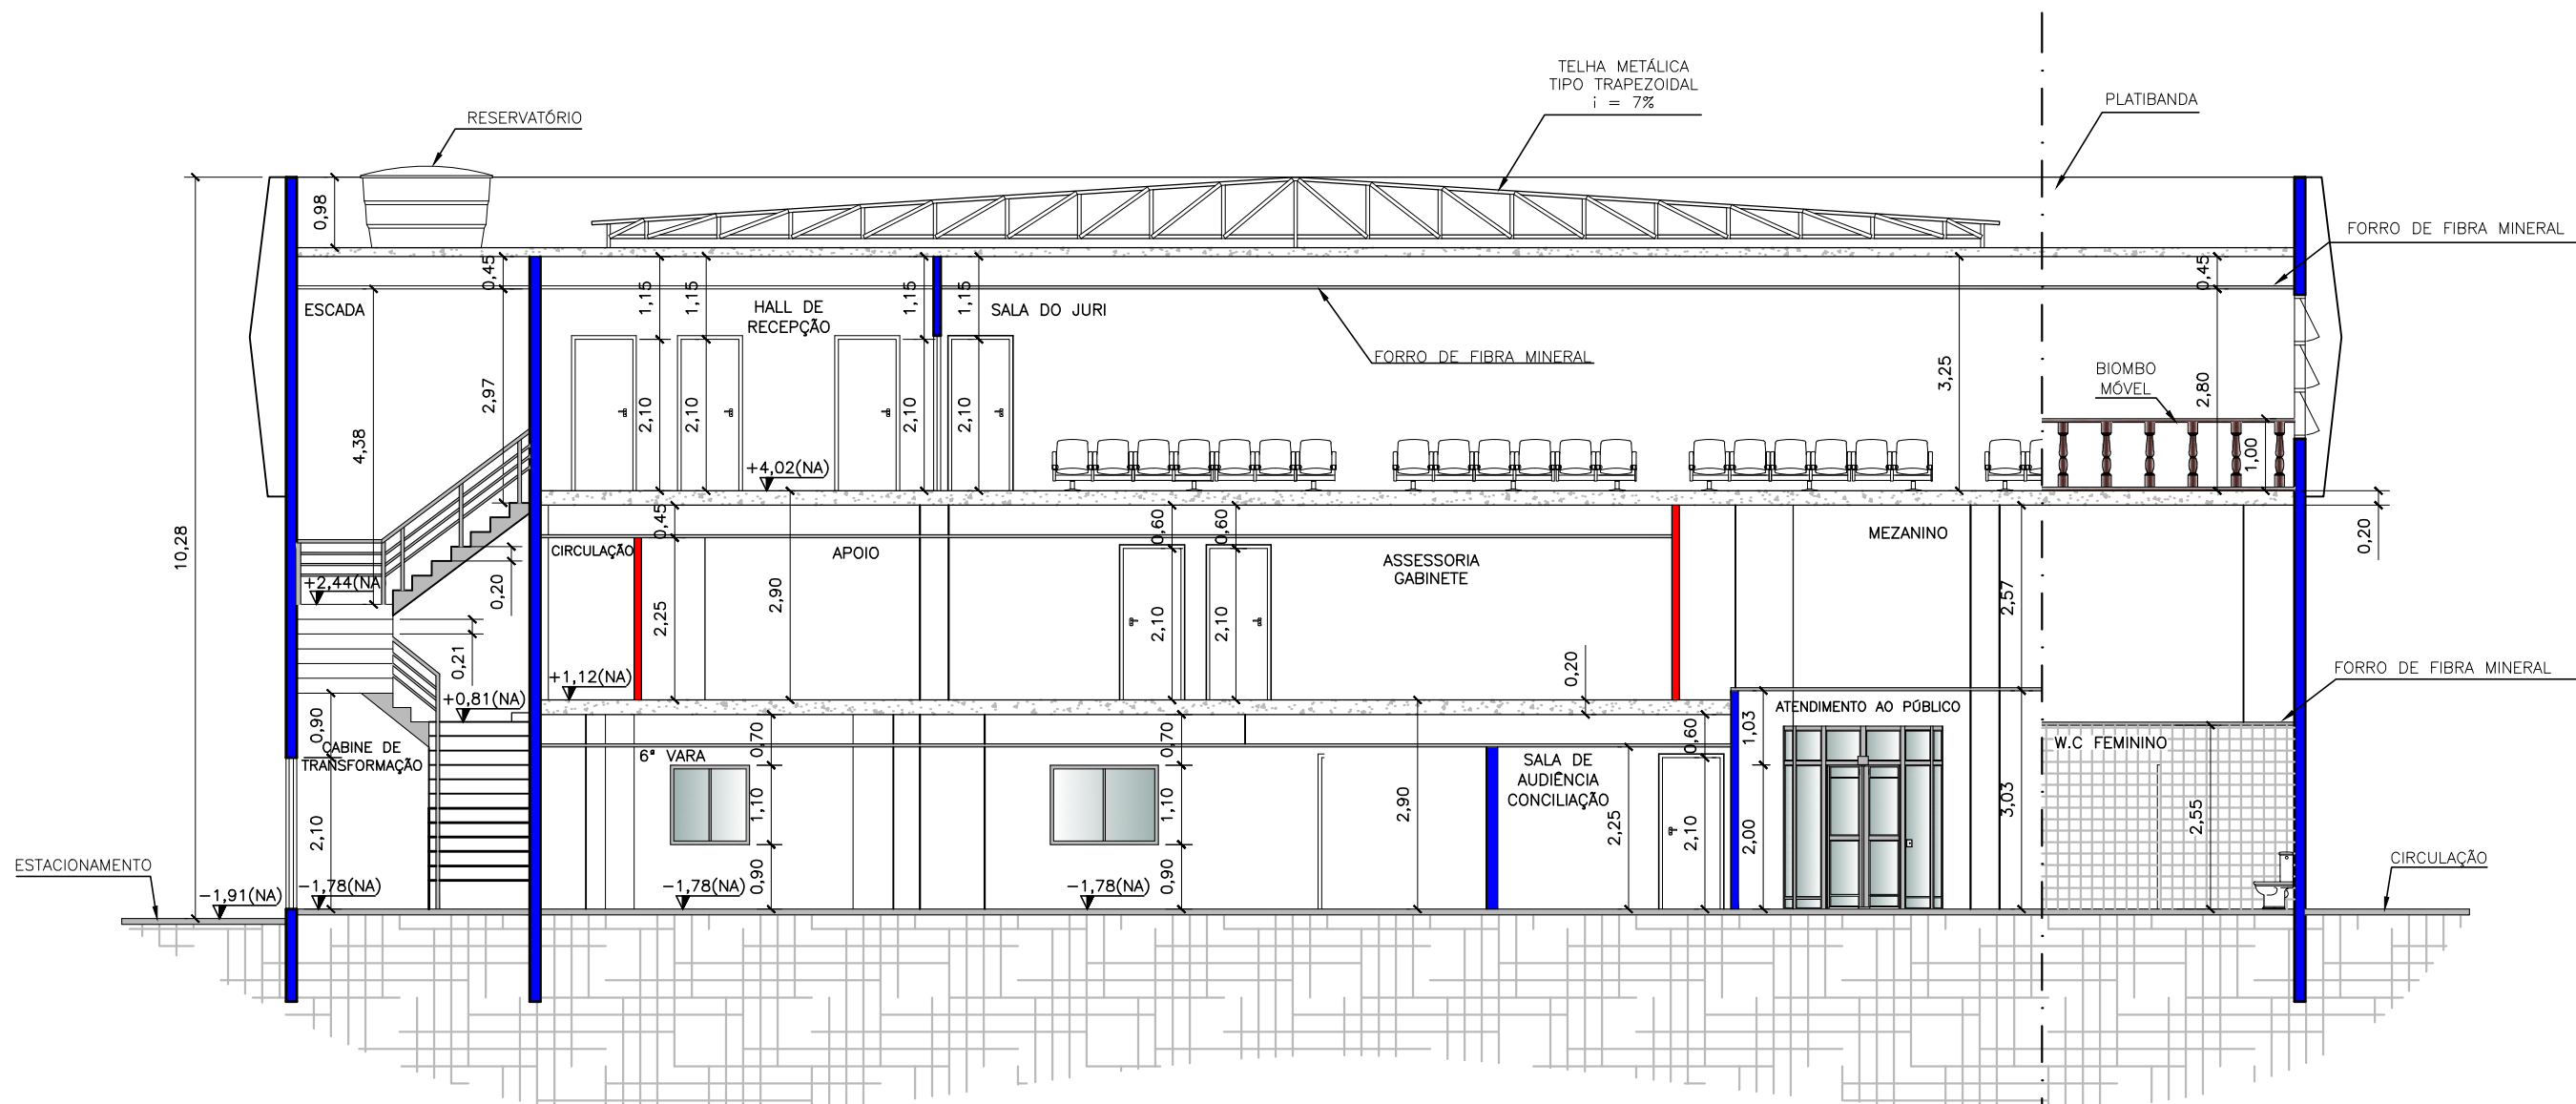 TELHA METÁLICA
TIPO TRAPEZOIDAL
i = 7%
PLATIBANDA
RESERVATÓRIO
FORRO DE FIBRA MINERAL
0,98
0,45
1,15
1,15
1,15
1,15
0,45
ESCADA
HALL DE
RECEPÇÃO
SALA DO JURI
FORRO DE FIBRA MINERAL
BIOMBO
MÓVEL
2,97
4,38
2,10
2,10
2,10
2,10
3,25
2,80
1,00
+4,02(NA)
10,28
0,45
0,60
0,60
0,20
CIRCULAÇÃO
APOIO
ASSESSORIA
GABINETE
MEZANINO
+2,44(NA
0,20
2,25
2,90
2,10
2,10
2,57
0,21
0,20
+1,12(NA)
FORRO DE FIBRA MINERAL
+0,81(NA)
ATENDIMENTO AO PÚBLICO
0,90
0,70
0,70
0,60
1,03
CABINE DE
TRANSFORMAÇÃO
6ª VARA
SALA DE
AUDIÊNCIA
CONCILIAÇÃO
W.C FEMININO
1,10
1,10
2,90
2,25
2,10
2,00
3,03
2,55
2,10
ESTACIONAMENTO
CIRCULAÇÃO
0,90
0,90
-1,91(NA)
-1,78(NA)
-1,78(NA)
-1,78(NA)